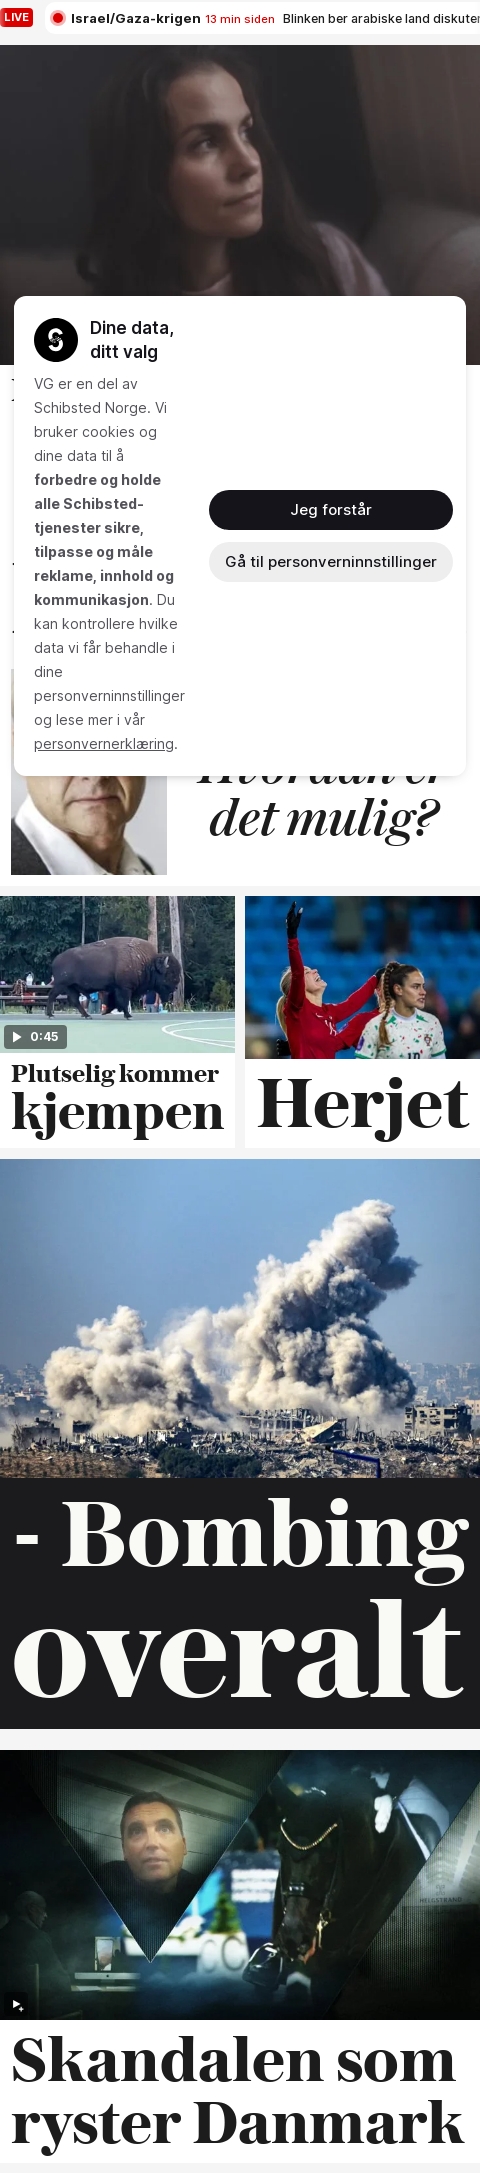 LIVE
Israel/Gaza-krigen 13 min siden Blinken ber arabiske land
Dine data,
ditt valg
VG er en del av
Schibsted Norge. Vi
bruker cookies og
dine data til å
forbedre og holde
alle Schibsted-
tjenester sikre,
tilpasse og måle
reklame, innhold og
kommunikasjon. Du
kan kontrollere hvilke
data vi får behandle i
dine
personverninnstillinger
og lese mer i vår
personvernerklæring.
Jeg forstår
Gå til personverninnstillinger
Hvordan er
det mulig?
0:45
Plutselig kommer
kjempen
Herjet
- Bombing
overalt
HELGSTRAND
Skandalen som
ryster Danmark